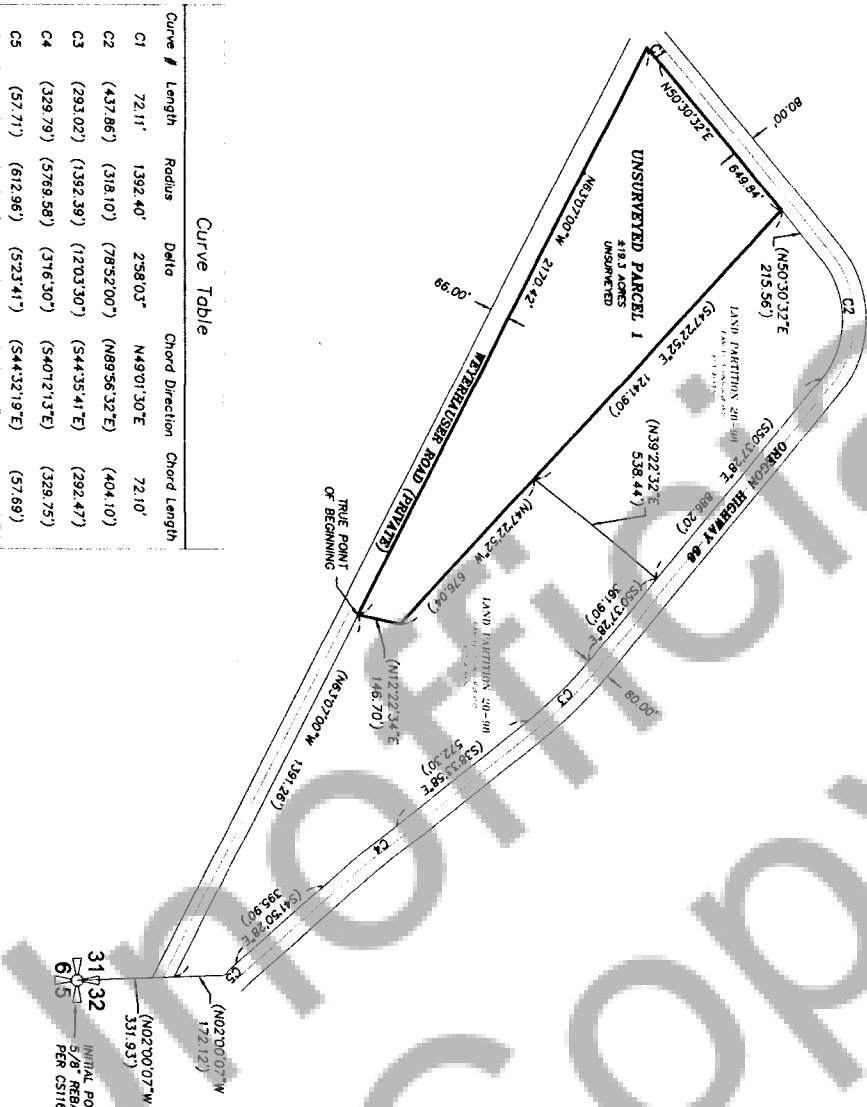 C1
N50°30'32"E
649.84'
80.00'
(N50°30'32"E
215.56')
C2
UNSURVEYED PARCEL 1
±19.3 ACRES
UNSURVEYED
N63°07'00"W 2170.42'
66.00'
WEYERHAUSER ROAD (PRIVATE)
(S47°22'52"E 1241.90')
LAND PARTITION 20-98
(S50°37'28"E 886.20')
OREGON HIGHWAY 66
(N39°22'32"E
538.44')
(N47°22'52"W 676.04')
(S50°37'28"E
361.90')
80.00'
C3
LAND PARTITION 20-98
TRUE POINT
OF BEGINNING
(N12°22'34"E
146.70')
(S38°33'58"E
572.30')
(N63°07'00"W 1391.26')
C4
(S41°50'28"E
395.90')
C5
(N02°00'07"W
172.12')
(N02°00'07"W
331.93')
31 32
6 5
INITIAL
5/8"
PER
Curve Table
Curve # Length Radius Delta Chord Direction Chord Length
C1 72.11' 1392.40' 2°58'03" N49°01'30"E 72.10'
C2 (437.86') (318.10') (78°52'00") (N89°56'32"E) (404.10')
C3 (293.02') (1392.39') (12°03'30") (S44°35'41"E) (292.47')
C4 (329.79') (5769.58') (3°16'30") (S40°12'13"E) (329.75')
C5 (57.71') (612.96') (5°23'41") (S44°32'19"E) (57.69')
Unofficial
Copy